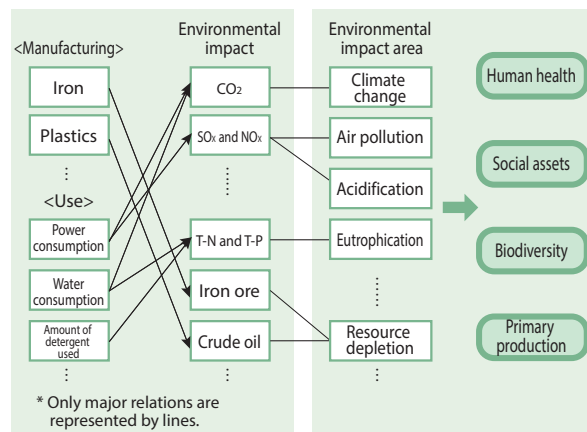 <Manufacturing>
Iron
Plastics
<Use>
Power
consumption
Water
consumption
Amount of
detergent used
Environmental
impact
CO₂
SOx and NOx
T-N and T-P
Iron ore
Crude oil
Environmental
impact area
Climate
change
Air pollution
Acidification
Eutrophication
Resource
depletion
Human health
Social assets
Biodiversity
Primary
production
* Only major relations are
represented by lines.